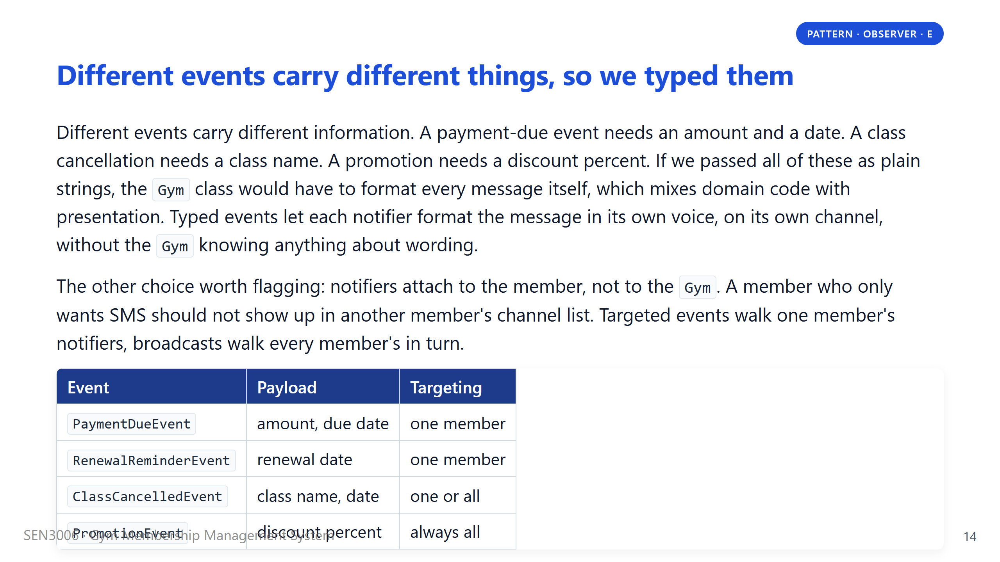 PATTERN · OBSERVER · E
Different events carry different things, so we typed them
Different events carry different information. A payment-due event needs an amount and a date. A class
cancellation needs a class name. A promotion needs a discount percent. If we passed all of these as plain
strings, the Gym class would have to format every message itself, which mixes domain code with
presentation. Typed events let each notifier format the message in its own voice, on its own channel,
without the Gym knowing anything about wording.
The other choice worth flagging: notifiers attach to the member, not to the Gym. A member who only
wants SMS should not show up in another member's channel list. Targeted events walk one member's
notifiers, broadcasts walk every member's in turn.
Event Payload Targeting
PaymentDueEvent amount, due date one member
RenewalReminderEvent renewal date one member
ClassCancelledEvent class name, date one or all
PromotionEvent discount percent always all
SEN3006 · Gym Membership Management System
14